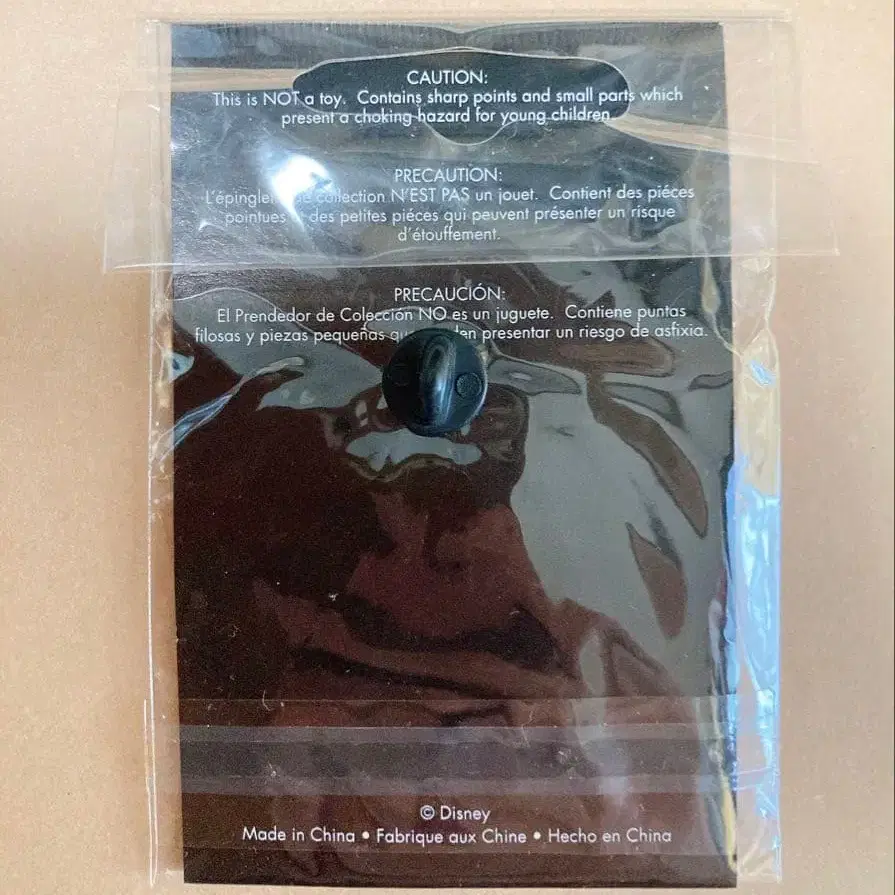 CAUTION:
This is NOT a toy. Contains sharp points and small parts which
present a choking hazard for young children.
PRECAUTION:
L'épingle de collection N'EST PAS un jouet. Contient des piéces
pointues des petites piéces qui peuvent présenter un risque
d'étouffement.
PRECAUCIÓN:
El Prendedor de Colección NO es un juguete. Contiene puntas
filosas y piezas pequeñas presentar un riesgo de asfixia.
© Disney
Made in China • Fabrique aux Chine • Hecho en China